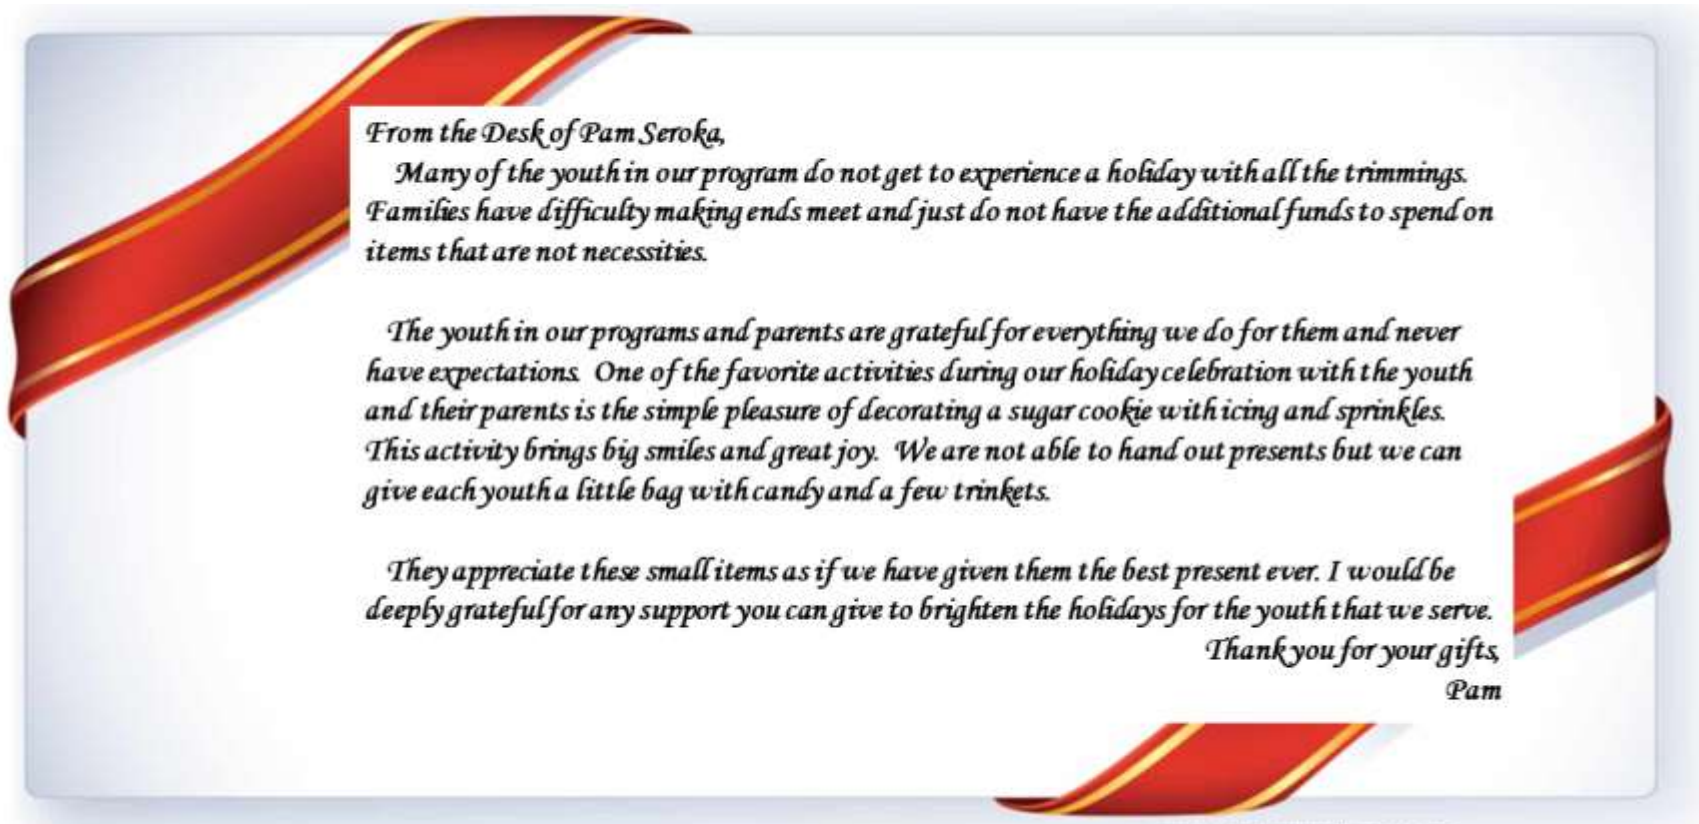 From the Desk of Pam Seroka,
Many of the youth in our program do not get to experience a holiday with all the trimmings.
Families have difficulty making ends meet and just do not have the additional funds to spend on
items that are not necessities.
The youth in our programs and parents are grateful for everything we do for them and never
have expectations. One of the favorite activities during our holiday celebration with the youth
and their parents is the simple pleasure of decorating a sugar cookie with icing and sprinkles.
This activity brings big smiles and great joy. We are not able to hand out presents but we can
give each youth a little bag with candy and a few trinkets.
They appreciate these small items as if we have given them the best present ever. I would be
deeply grateful for any support you can give to brighten the holidays for the youth that we serve.
Thank you for your gifts,
Pam